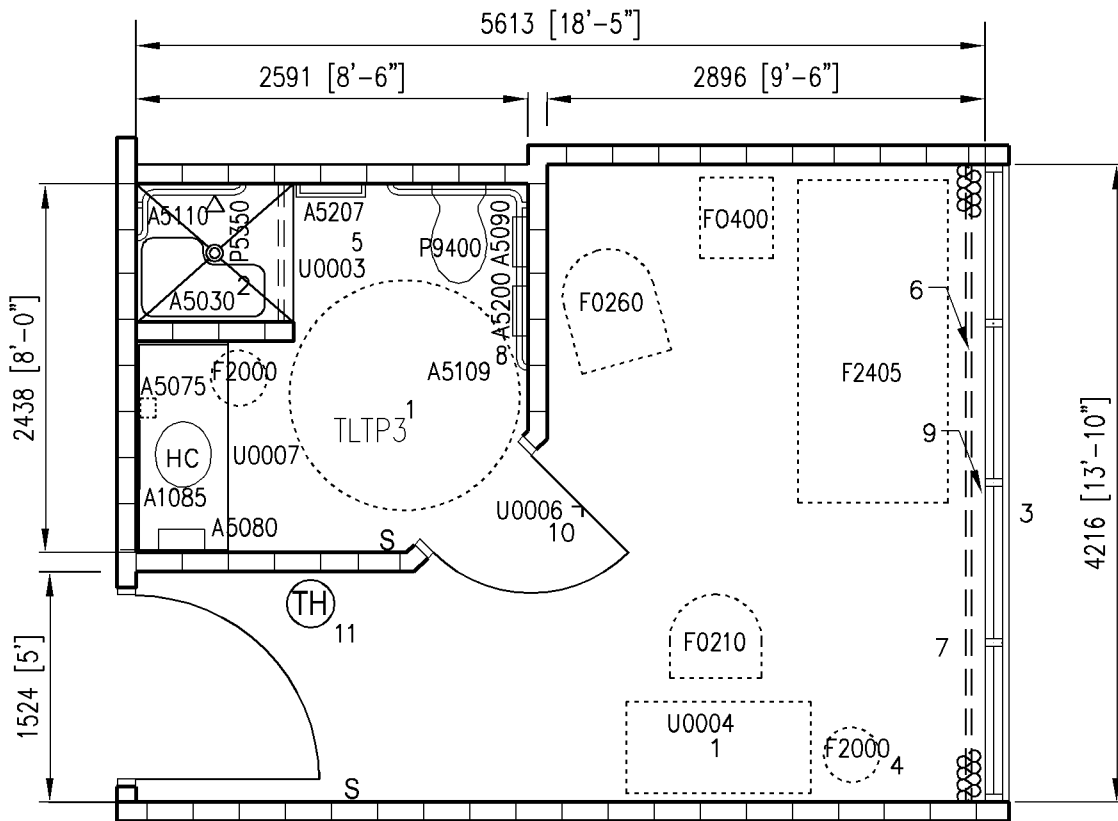 5613 [18'-5"]
2591 [8'-6"]
2896 [9'-6"]
2438 [8'-0"]
1524 [5']
4216 [13'-10"]
A5110
P5350
2
A5030
A5207
5
U0003
P9400
A5090
A5200
8
A5109
F2000
A5075
TLTP3
1
HC
U0007
A1085
A5080
S
U0006
10
TH
11
S
FO400
F0260
F2405
6
9
3
7
F0210
U0004
1
F2000
4